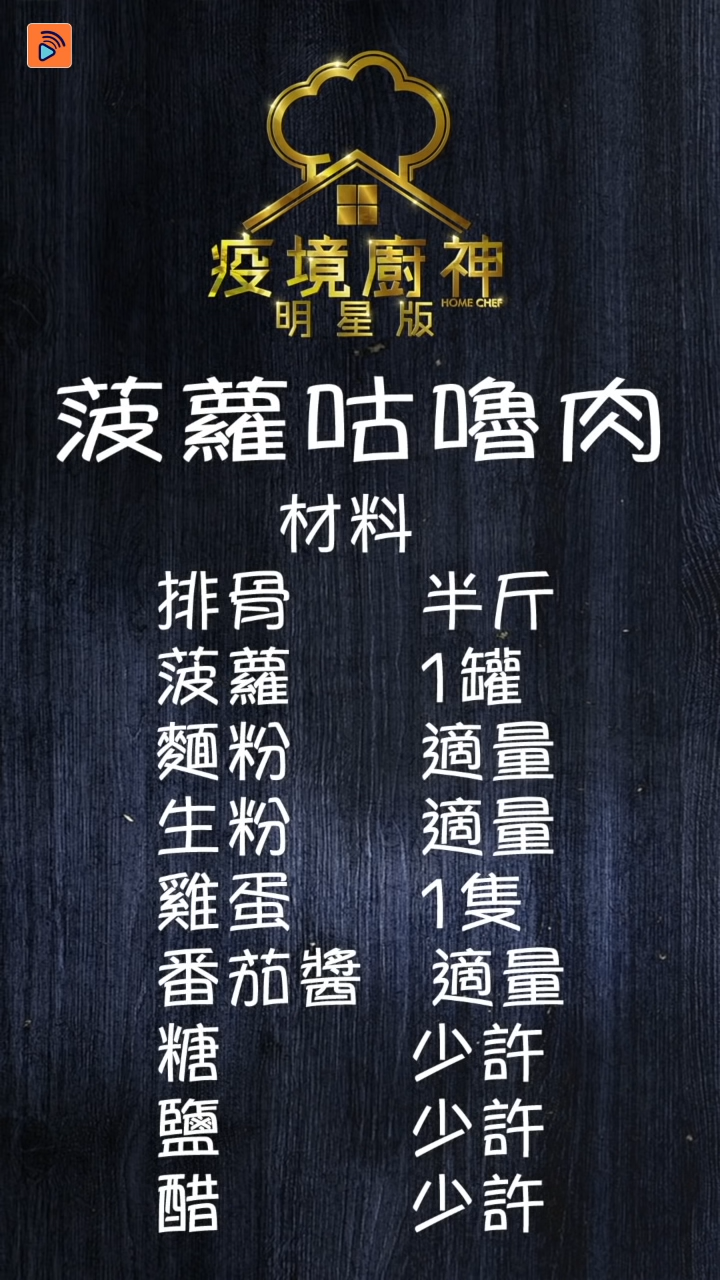 疫境廚神
HOME CHEF
明星版
菠蘿咕嚕肉
材料
排骨 半斤
菠蘿 1罐
麵粉 適量
生粉 適量
雞蛋 1隻
番茄醬 適量
糖 少許
鹽 少許
醋 少許